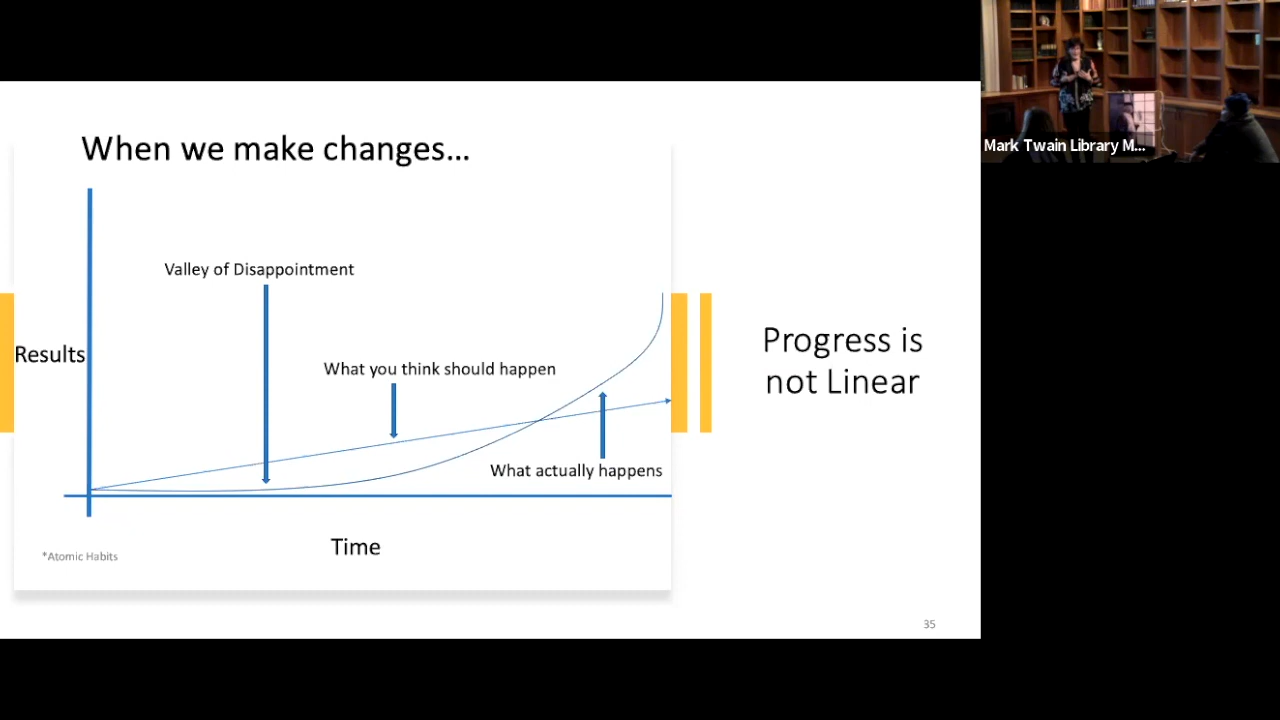 When we make changes...
Valley of Disappointment
Results
What you think should happen
What actually happens
Time
*Atomic Habits
Progress is
not Linear
35
Mark Twain Library M...